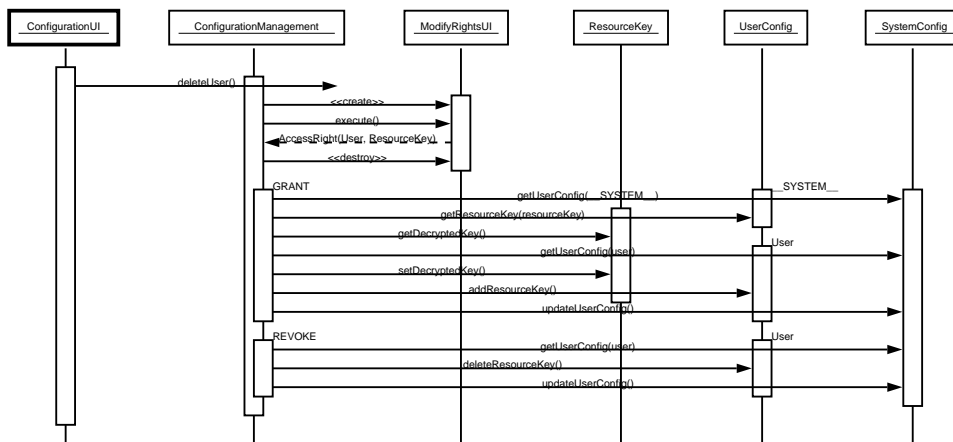 ConfigurationUI
ConfigurationManagement
ModifyRightsUI
ResourceKey
UserConfig
SystemConfig
deleteUser()
<<create>>
execute()
AccessRight(User, ResourceKey)
<<destroy>>
GRANT
__SYSTEM__
getUserConfig(__SYSTEM__)
getResourceKey(resourceKey)
getDecryptedKey()
User
getUserConfig(user)
setDecryptedKey()
addResourceKey()
updateUserConfig()
REVOKE
User
getUserConfig(user)
deleteResourceKey()
updateUserConfig()